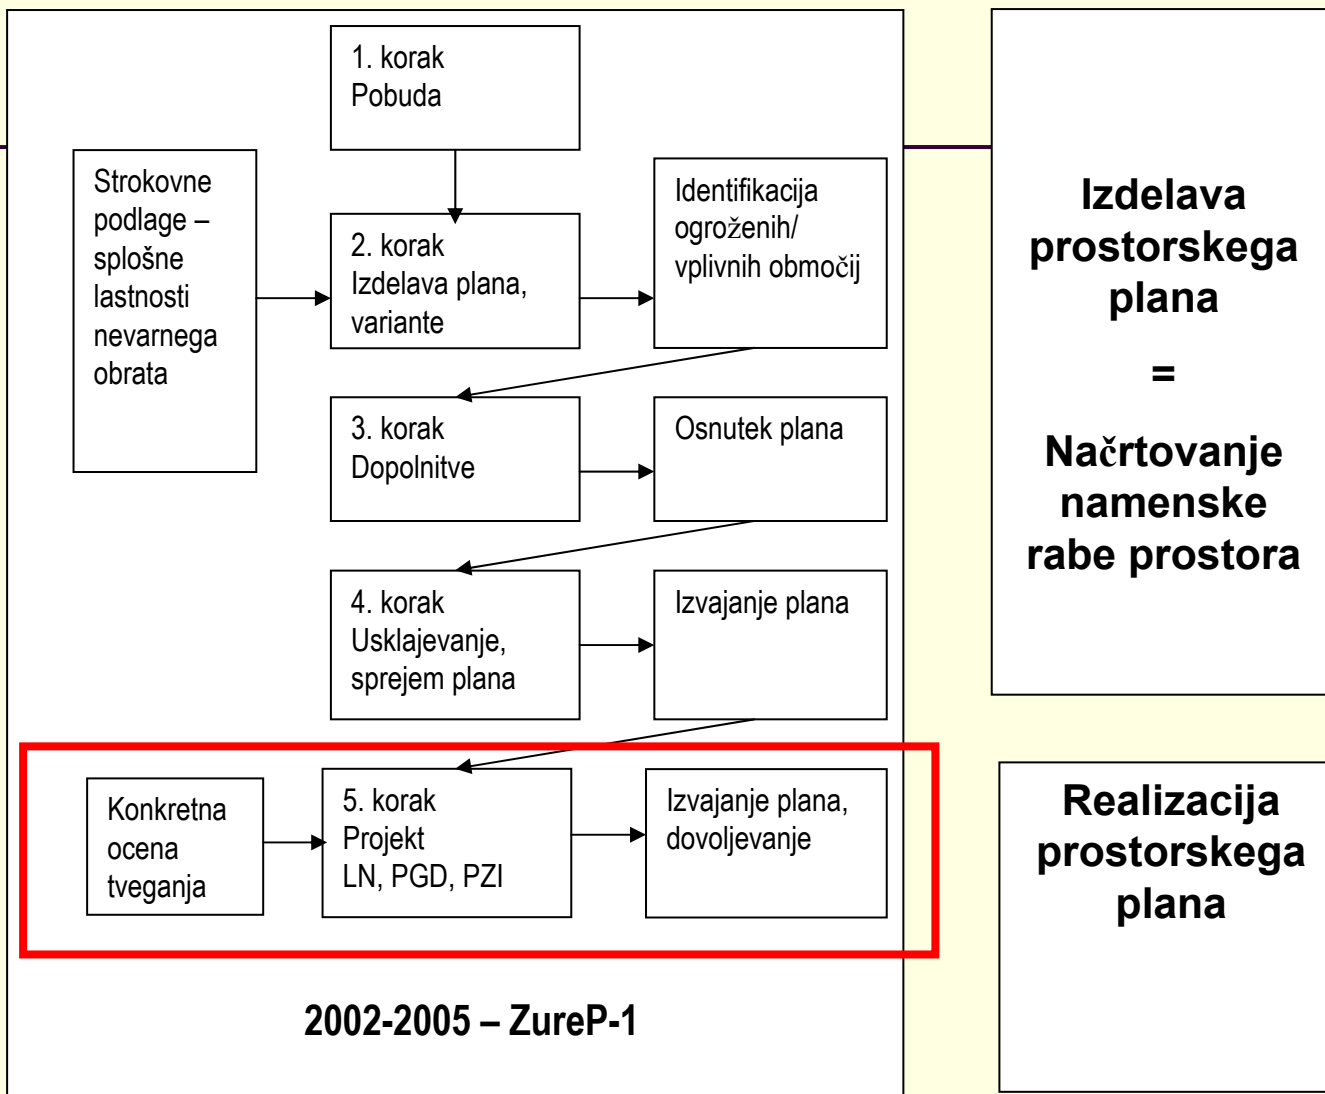 1. korak
Pobuda
Strokovne
podlage –
splošne
lastnosti
nevarnega
obrata
2. korak
Izdelava plana,
variante
Identifikacija
ogroženih/
vplivnih območij
3. korak
Dopolnitve
Osnutek plana
4. korak
Usklajevanje,
sprejem plana
Izvajanje plana
Konkretna
ocena
tveganja
5. korak
Projekt
LN, PGD, PZI
Izvajanje plana,
dovoljevanje
2002-2005 – ZureP-1
Izdelava
prostorskega
plana
=
Načrtovanje
namenske
rabe prostora
Realizacija
prostorskega
plana